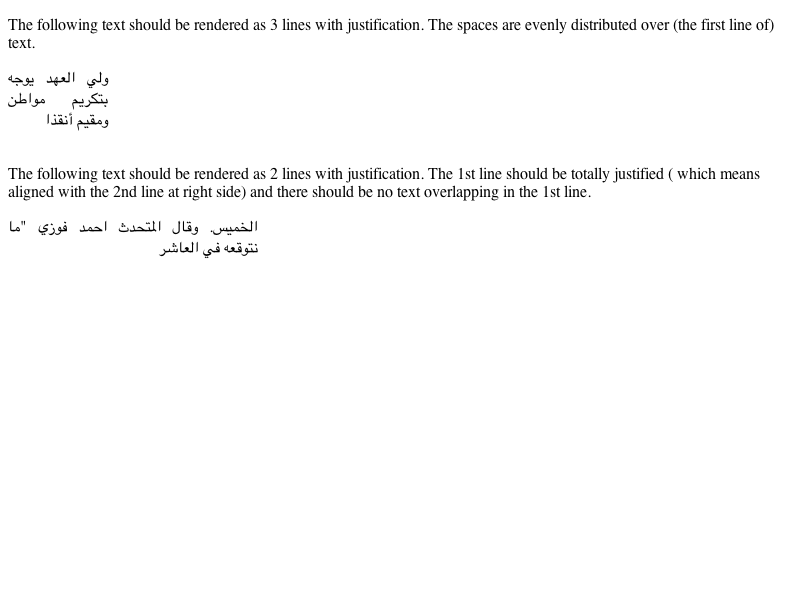 The following text should be rendered as 3 lines with justification. The spaces are evenly distributed over (the first line of)
text.
ولي العهد يوجه
بتكريم مواطن
ومقيم أنقذا
The following text should be rendered as 2 lines with justification. The 1st line should be totally justified ( which means
aligned with the 2nd line at right side) and there should be no text overlapping in the 1st line.
الخميس. وقال المتحدث احمد فوزي "ما
نتوقعه في العاشر